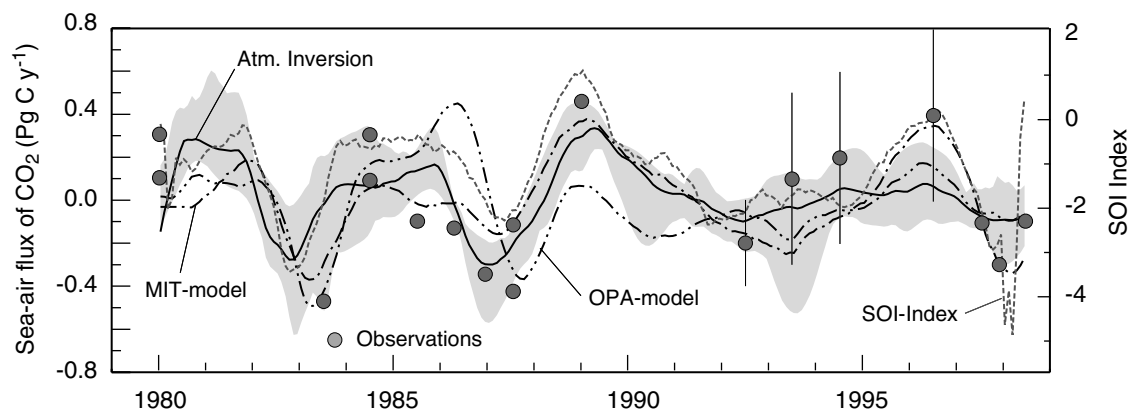 0.8
0.4
0.0
-0.4
-0.8
Sea-air flux of CO₂ (Pg C y⁻¹)
Atm. Inversion
MIT-model
OPA-model
SOI-Index
Observations
2
0
-2
-4
SOI Index
1980 1985 1990 1995